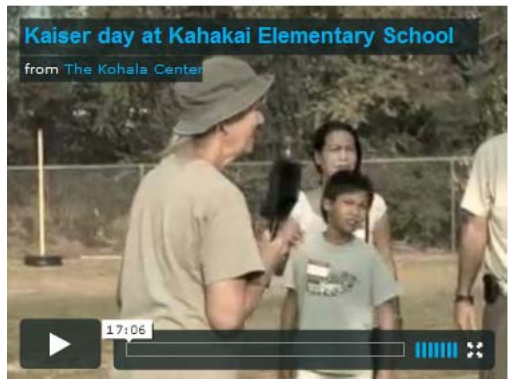 Kaiser day at Kahakai Elementary School
from The Kohala Center
17:06